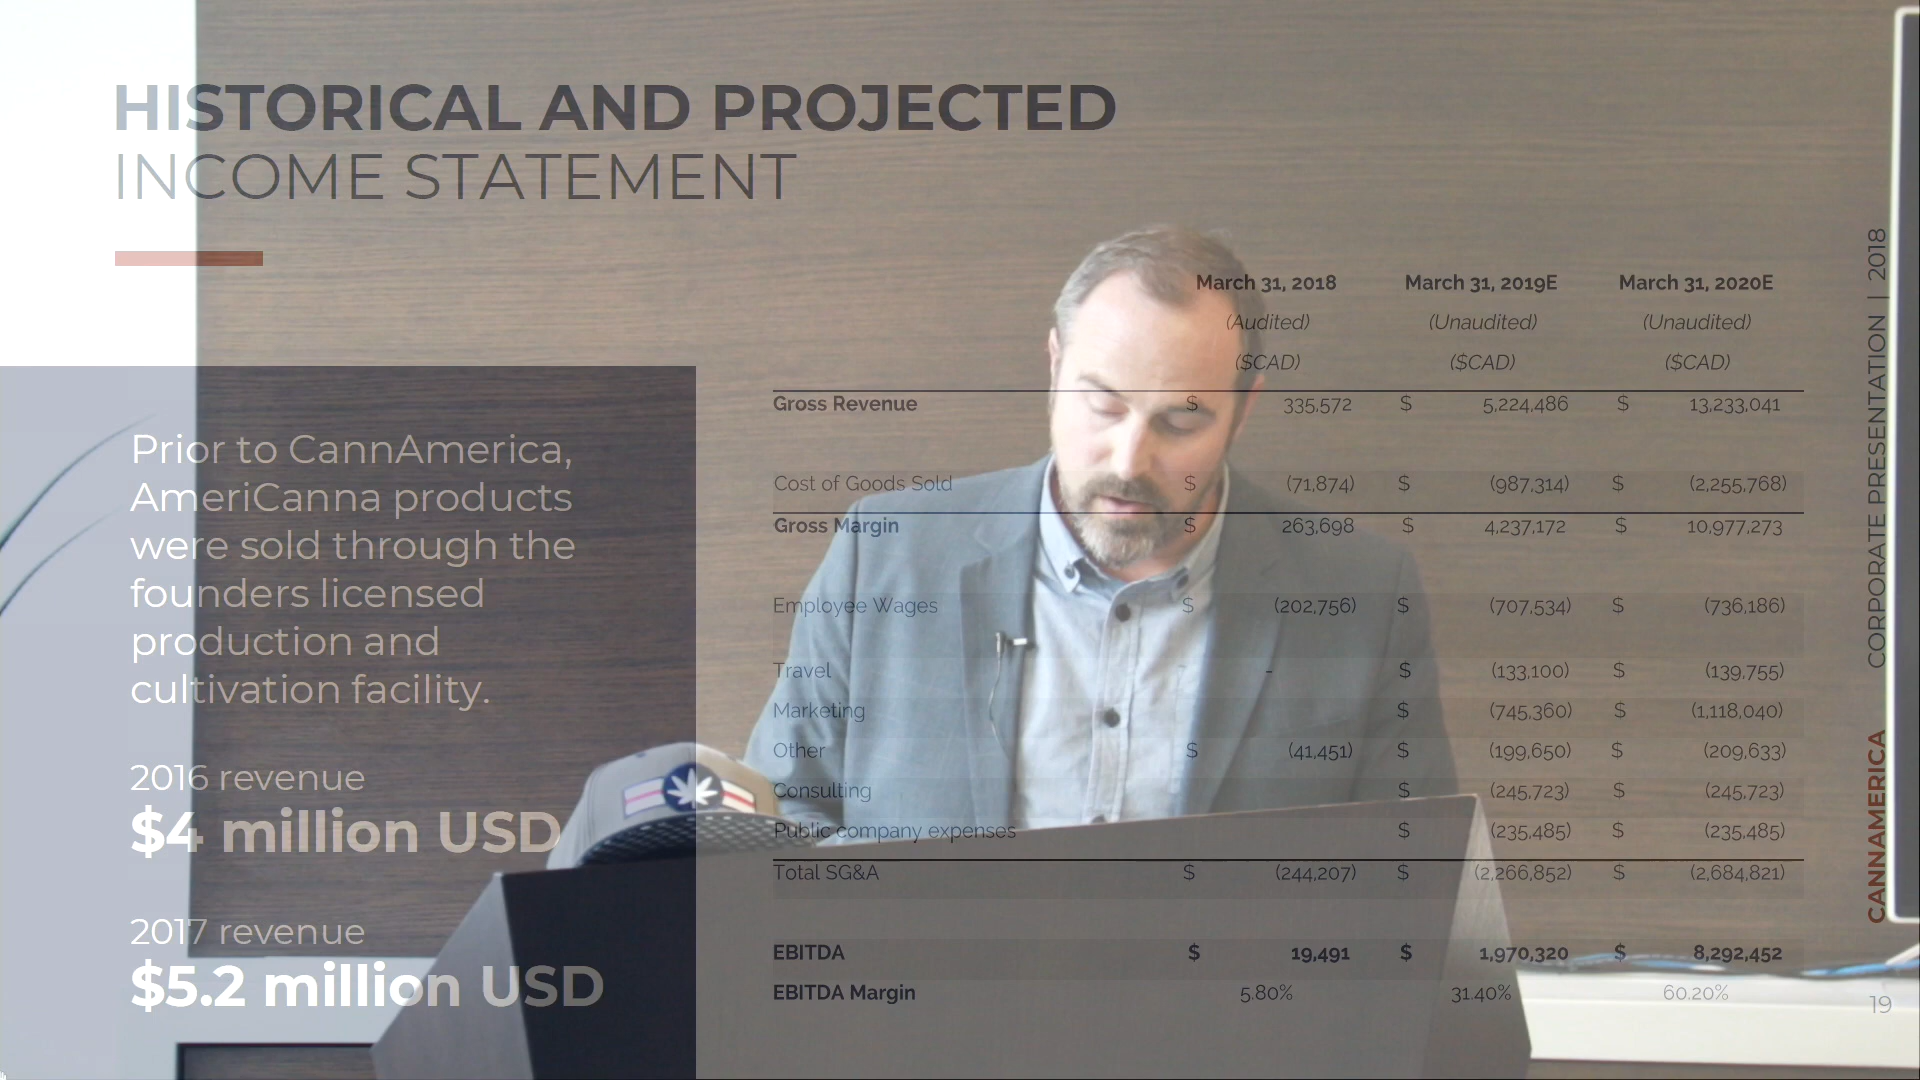 HISTORICAL AND PROJECTED
INCOME STATEMENT
Prior to CannAmerica,
AmeriCanna products
were sold through the
founders licensed
production and
cultivation facility.
2016 revenue
$4 million USD
2017 revenue
$5.2 million USD
March 31, 2018 March 31, 2019E March 31, 2020E
(Audited) (Unaudited) (Unaudited)
($CAD) ($CAD) ($CAD)
Gross Revenue $ 335,572 $ 5,224,486 $ 13,233,041
Cost of Goods Sold $ (71,874) $ (987,314) $ (2,255,768)
Gross Margin $ 263,698 $ 4,237,172 $ 10,977,273
Employee Wages $ (202,756) $ (707,534) $ (736,186)
Travel - $ (133,100) $ (139,755)
Marketing $ (745,360) $ (1,118,040)
Other $ (41,451) $ (199,650) $ (209,633)
Consulting $ (245,723) $ (245,723)
Public company expenses $ (235,485) $ (235,485)
Total SG&A $ (244,207) $ (2,266,852) $ (2,684,821)
EBITDA $ 19,491 $ 1,970,320 $ 8,292,452
EBITDA Margin 5.80% 31.40% 60.20%
CANNAMERICA CORPORATE PRESENTATION | 2018
19